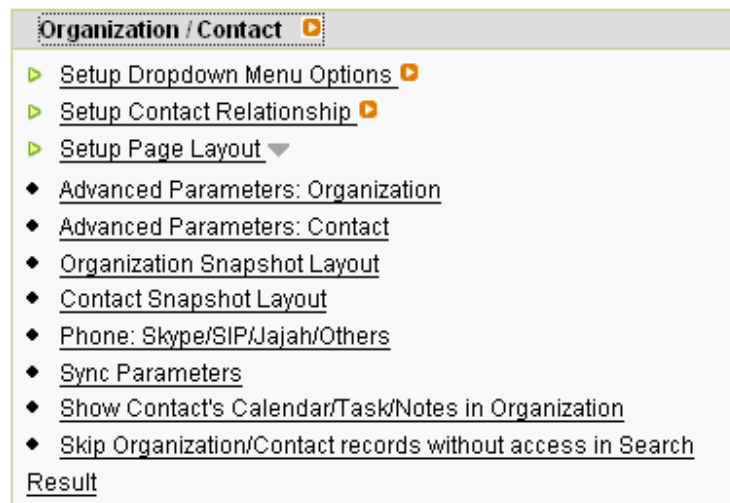 Organization / Contact
Setup Dropdown Menu Options
Setup Contact Relationship
Setup Page Layout
Advanced Parameters: Organization
Advanced Parameters: Contact
Organization Snapshot Layout
Contact Snapshot Layout
Phone: Skype/SIP/Jajah/Others
Sync Parameters
Show Contact's Calendar/Task/Notes in Organization
Skip Organization/Contact records without access in Search
Result